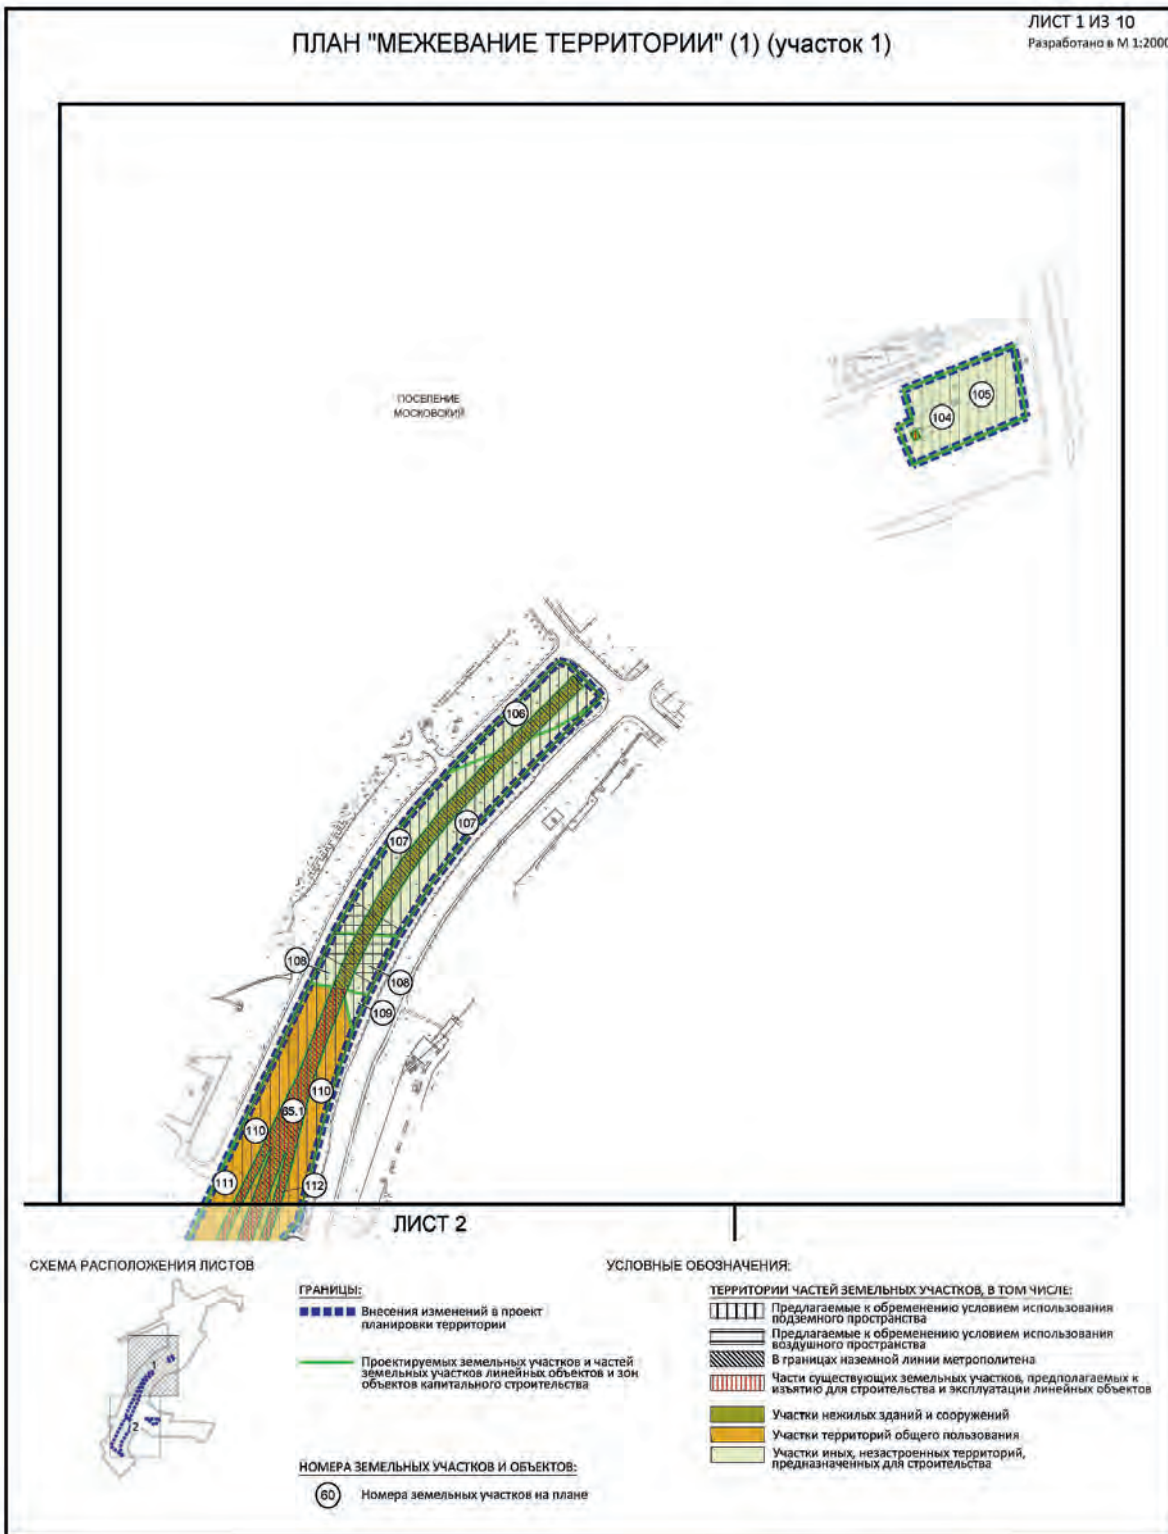 ЛИСТ 1 ИЗ 10
Разработано в М 1:2000
ПЛАН "МЕЖЕВАНИЕ ТЕРРИТОРИИ" (1) (участок 1)
ПОСЕЛЕНИЕ
МОСКОВСКИЙ
105
104
106
107
107
108
108
109
110
65.1
110
111
112
ЛИСТ 2
СХЕМА РАСПОЛОЖЕНИЯ ЛИСТОВ
1
2
ГРАНИЦЫ:
Внесения изменений в проект
планировки территории
Проектируемых земельных участков и частей
земельных участков линейных объектов и зон
объектов капитального строительства
НОМЕРА ЗЕМЕЛЬНЫХ УЧАСТКОВ И ОБЪЕКТОВ:
60 Номера земельных участков на плане
УСЛОВНЫЕ ОБОЗНАЧЕНИЯ:
ТЕРРИТОРИИ ЧАСТЕЙ ЗЕМЕЛЬНЫХ УЧАСТКОВ, В ТОМ ЧИСЛЕ:
Предлагаемые к обременению условием использования
подземного пространства
Предлагаемые к обременению условием использования
воздушного пространства
В границах наземной линии метрополитена
Части существующих земельных участков, предполагаемых к
изъятию для строительства и эксплуатации линейных объектов
Участки нежилых зданий и сооружений
Участки территорий общего пользования
Участки иных, незастроенных территорий,
предназначенных для строительства